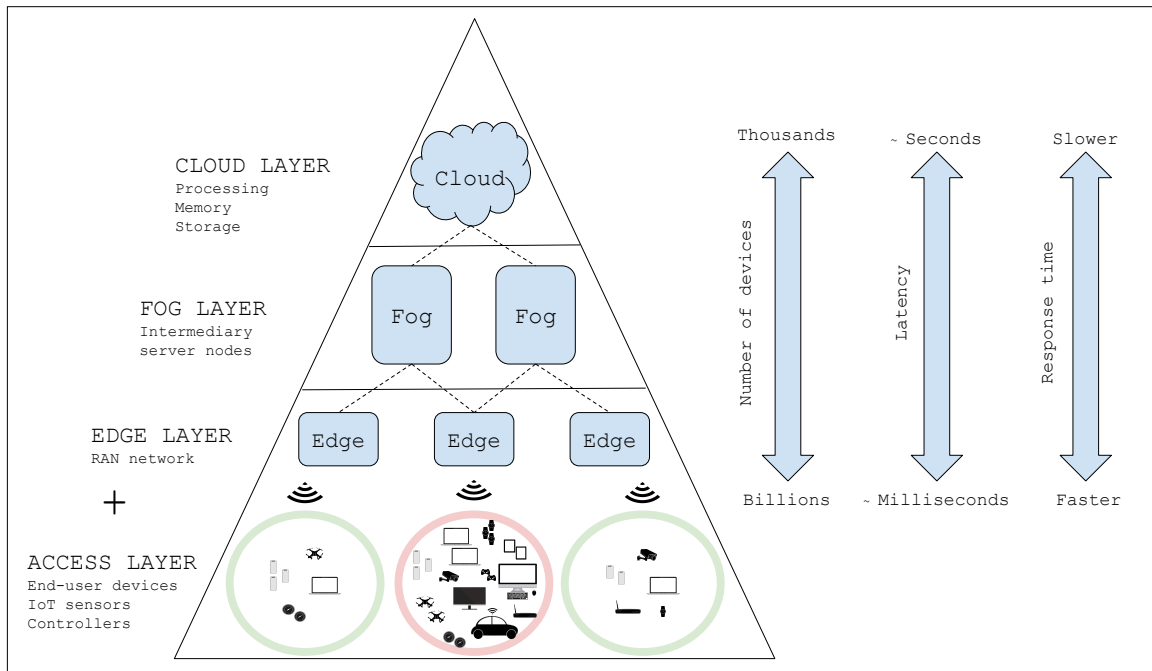 CLOUD LAYER
Processing
Memory
Storage
Cloud
FOG LAYER
Intermediary
server nodes
Fog
Fog
EDGE LAYER
RAN network
Edge
Edge
Edge
+
ACCESS LAYER
End-user devices
IoT sensors
Controllers
Thousands
Number of devices
Billions
~ Seconds
Latency
~ Milliseconds
Slower
Response time
Faster